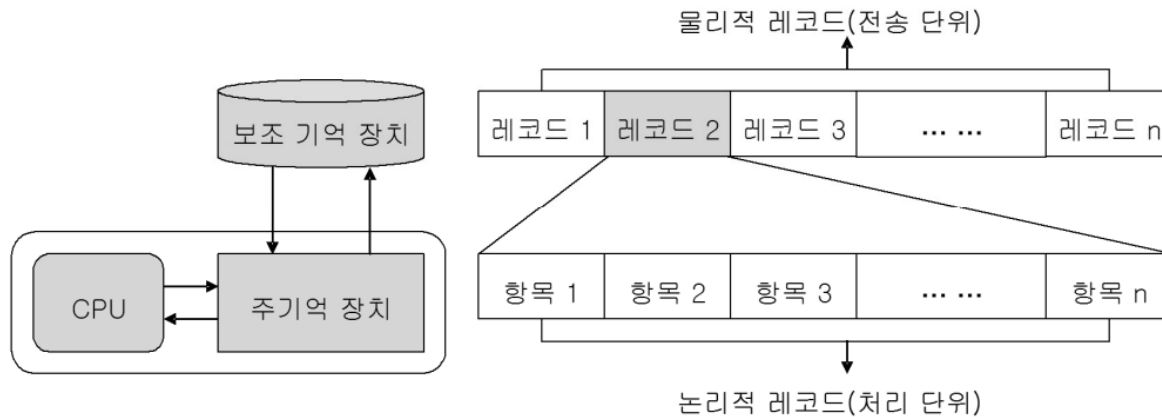 물리적 레코드(전송 단위)
보조 기억 장치
레코드 1 레코드 2 레코드 3 ... ... 레코드 n
CPU 주기억 장치
항목 1 항목 2 항목 3 ... ... 항목 n
논리적 레코드(처리 단위)